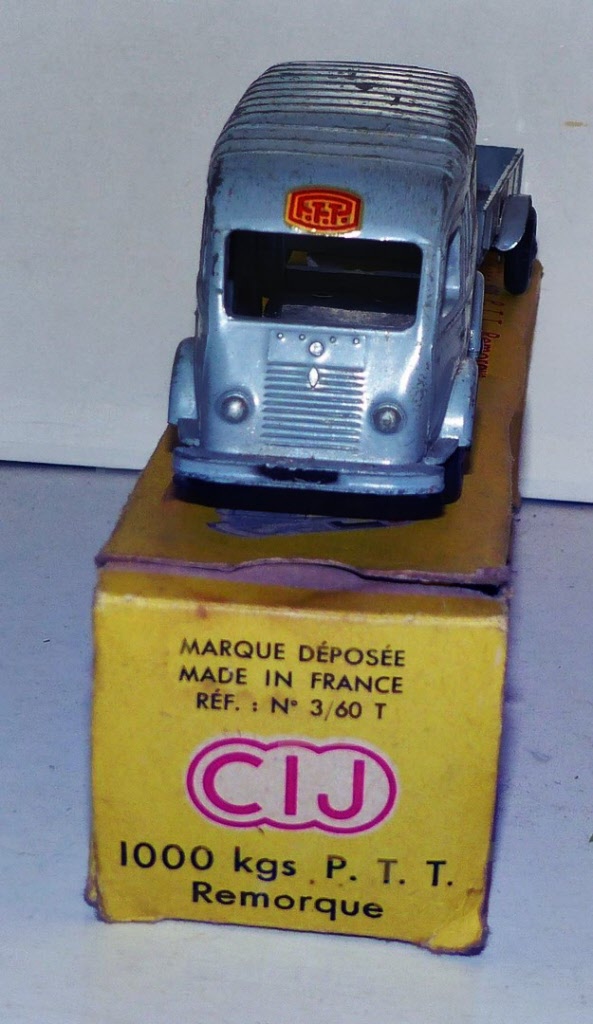 P.T.T.
MARQUE DÉPOSÉE
MADE IN FRANCE
RÉF. : N° 3/60 T
CIJ
1000 kgs P. T. T.
Remorque